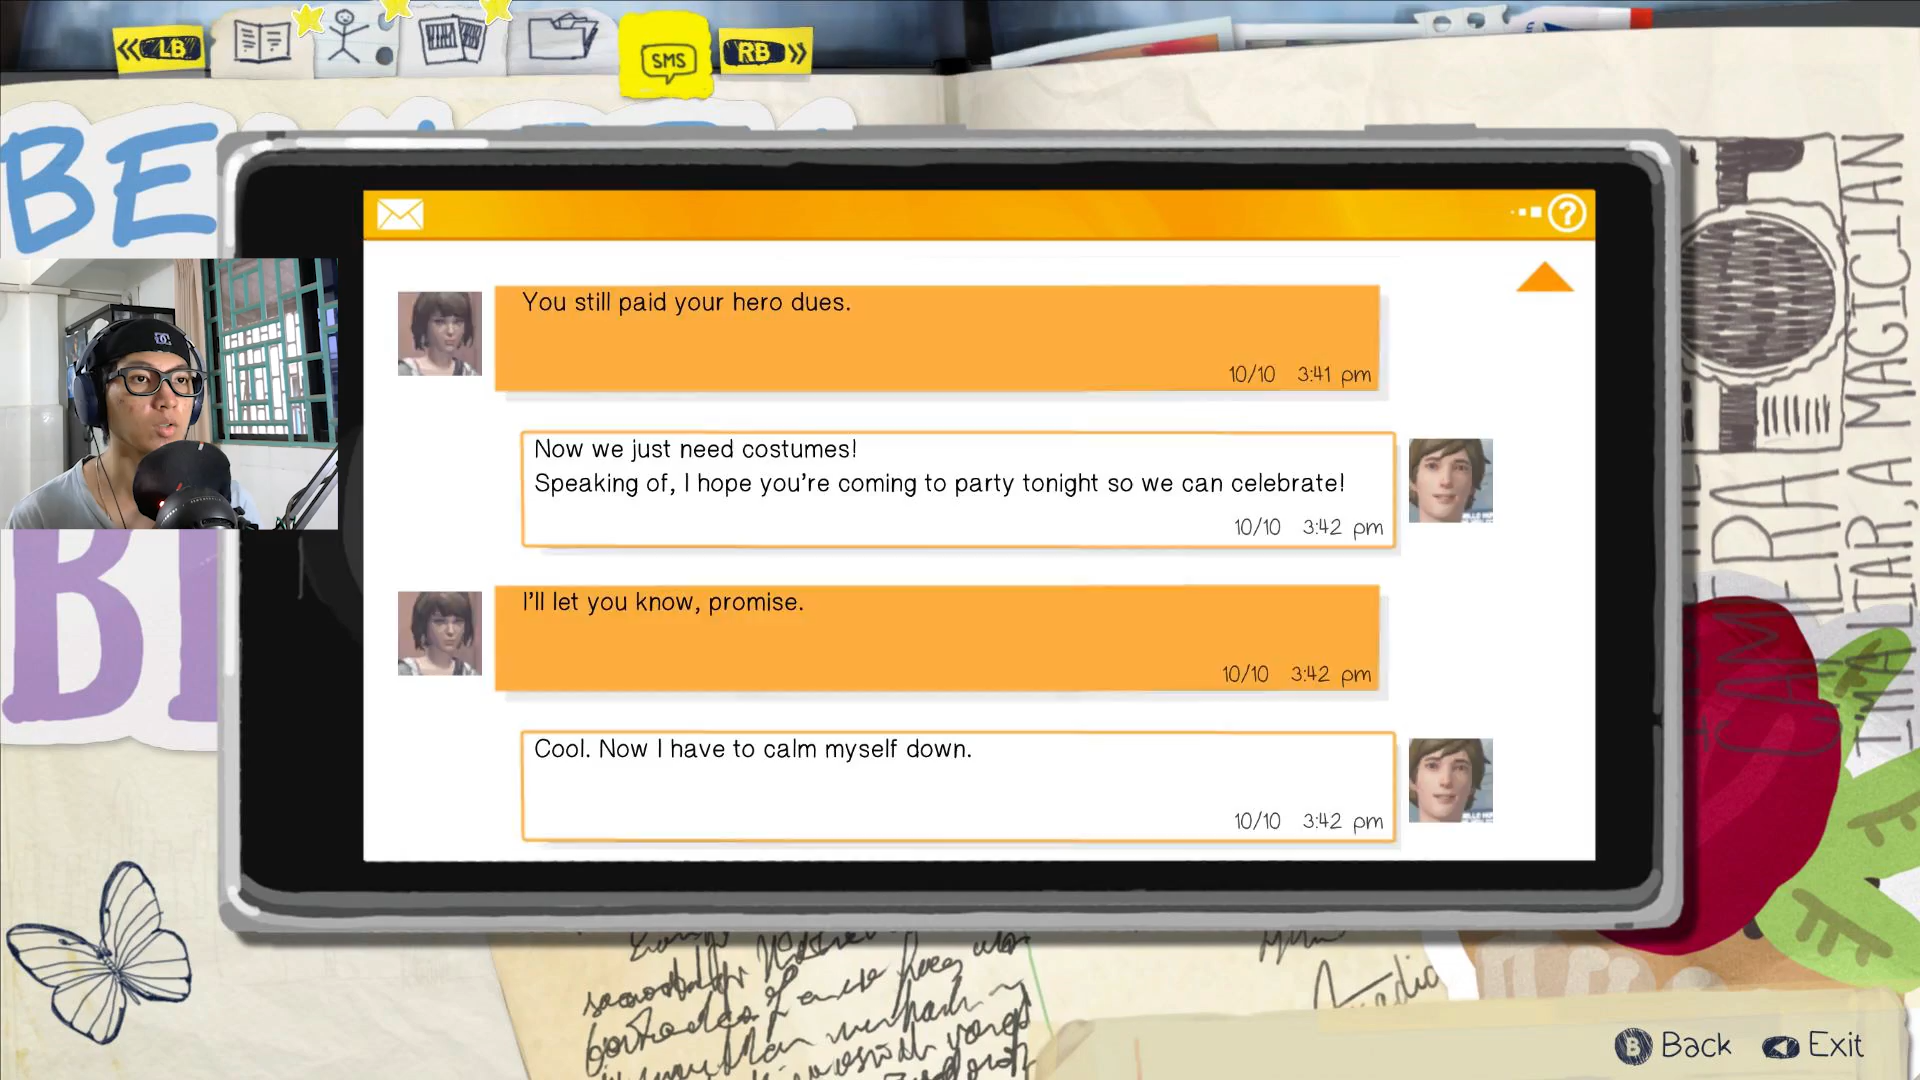 LB
SMS
RB
BE
You still paid your hero dues.
10/10 3:41 pm
Now we just need costumes!
Speaking of, I hope you're coming to party tonight so we can celebrate!
10/10 3:42 pm
I'll let you know, promise.
10/10 3:42 pm
Cool. Now I have to calm myself down.
10/10 3:42 pm
CAMERA
LIAR, A MAGICIAN
B Back
Exit